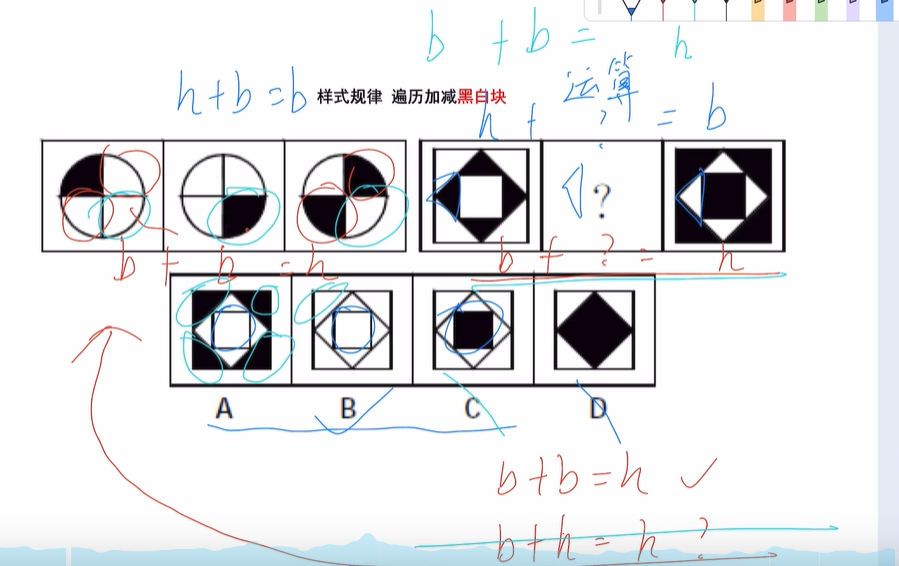 b + b = h
h+b=b 样式规律 遍历加减黑白块 运算
h + ? = b
?
b + b = h b + ? = h
A B C D
b+b=h ✓
b+h=h ?